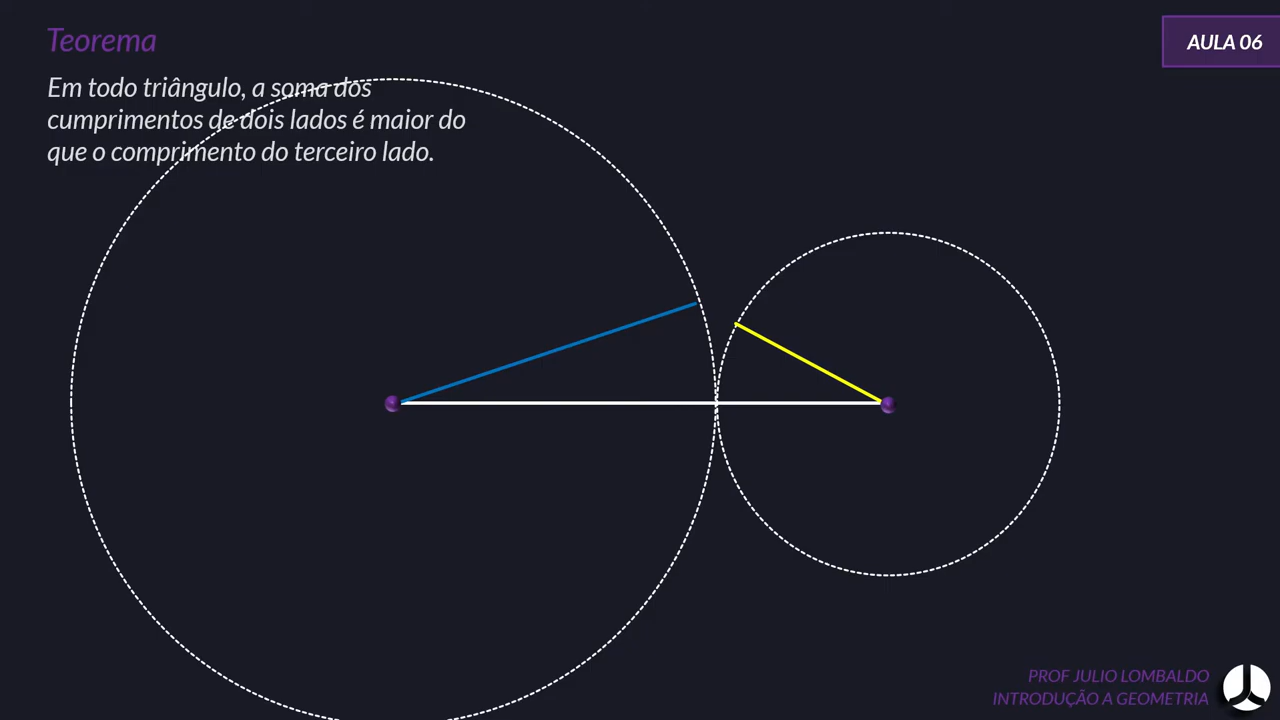 Teorema
AULA 06
Em todo triângulo, a soma dos
cumprimentos de dois lados é maior do
que o comprimento do terceiro lado.
PROF JULIO LOMBALDO
INTRODUÇÃO A GEOMETRIA